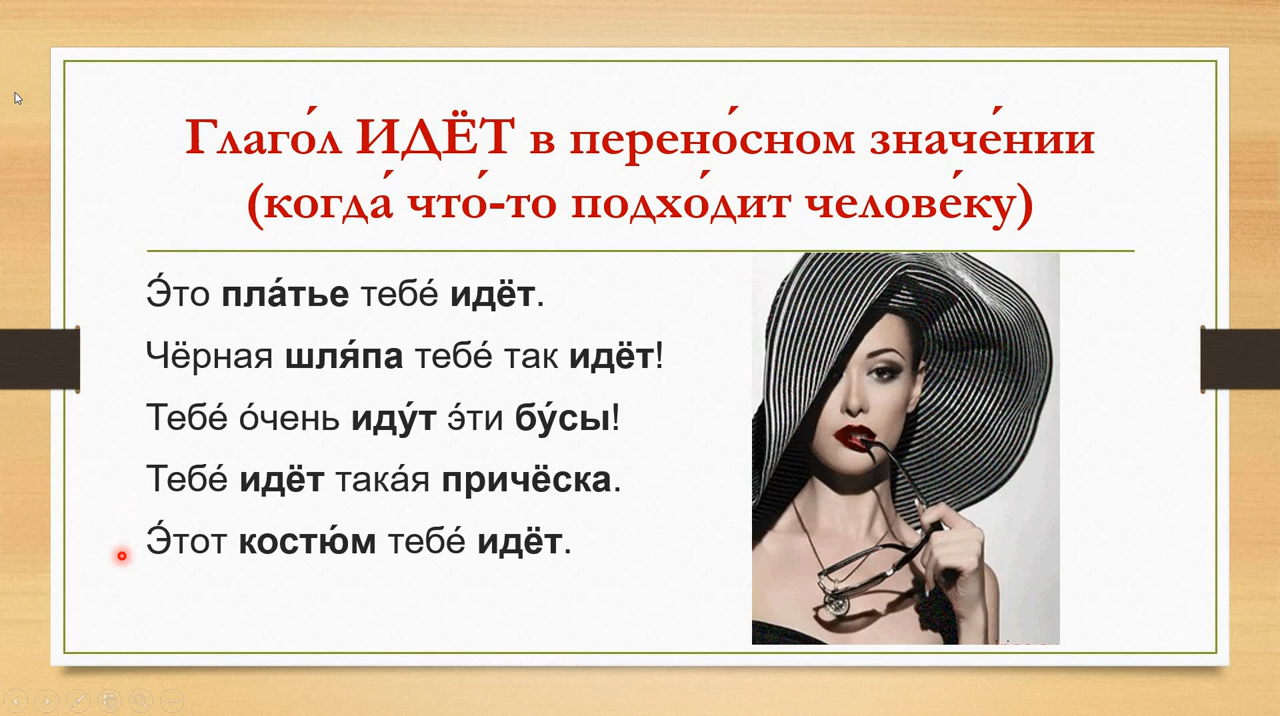 Глаго́л ИДЁТ в перено́сном значе́нии
(когда́ что́-то подхо́дит челове́ку)
Э́то пла́тье тебе́ идёт.
Чёрная шля́па тебе́ так идёт!
Тебе́ о́чень иду́т э́ти бу́сы!
Тебе́ идёт така́я причёска.
Э́тот костю́м тебе́ идёт.